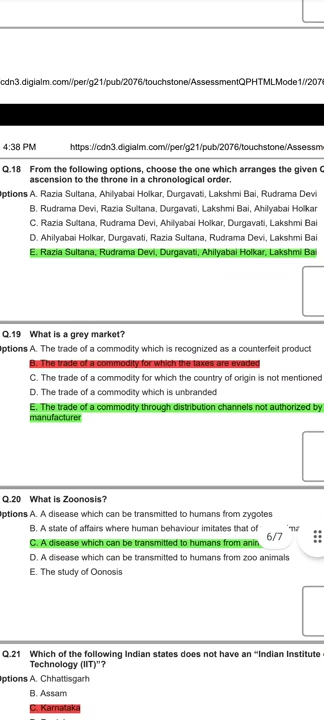 cdn3.digialm.com//per/g21/pub/2076/touchstone/AssessmentQPHTMLMode1//2076
4:38 PM https://cdn3.digialm.com//per/g21/pub/2076/touchstone/Assessm
Q.18 From the following options, choose the one which arranges the given Q
ascension to the throne in a chronological order.
Options A. Razia Sultana, Ahilyabai Holkar, Durgavati, Lakshmi Bai, Rudrama Devi
B. Rudrama Devi, Razia Sultana, Durgavati, Lakshmi Bai, Ahilyabai Holkar
C. Razia Sultana, Rudrama Devi, Ahilyabai Holkar, Durgavati, Lakshmi Bai
D. Ahilyabai Holkar, Durgavati, Razia Sultana, Rudrama Devi, Lakshmi Bai
E. Razia Sultana, Rudrama Devi, Durgavati, Ahilyabai Holkar, Lakshmi Bai
Q.19 What is a grey market?
Options A. The trade of a commodity which is recognized as a counterfeit product
B. The trade of a commodity for which the taxes are evaded
C. The trade of a commodity for which the country of origin is not mentioned
D. The trade of a commodity which is unbranded
E. The trade of a commodity through distribution channels not authorized by
manufacturer
Q.20 What is Zoonosis?
Options A. A disease which can be transmitted to humans from zygotes
B. A state of affairs where human behaviour imitates that of
C. A disease which can be transmitted to humans from anim
6/7
D. A disease which can be transmitted to humans from zoo animals
E. The study of Oonosis
Q.21 Which of the following Indian states does not have an “Indian Institute
Technology (IIT)”?
Options A. Chhattisgarh
B. Assam
C. Karnataka